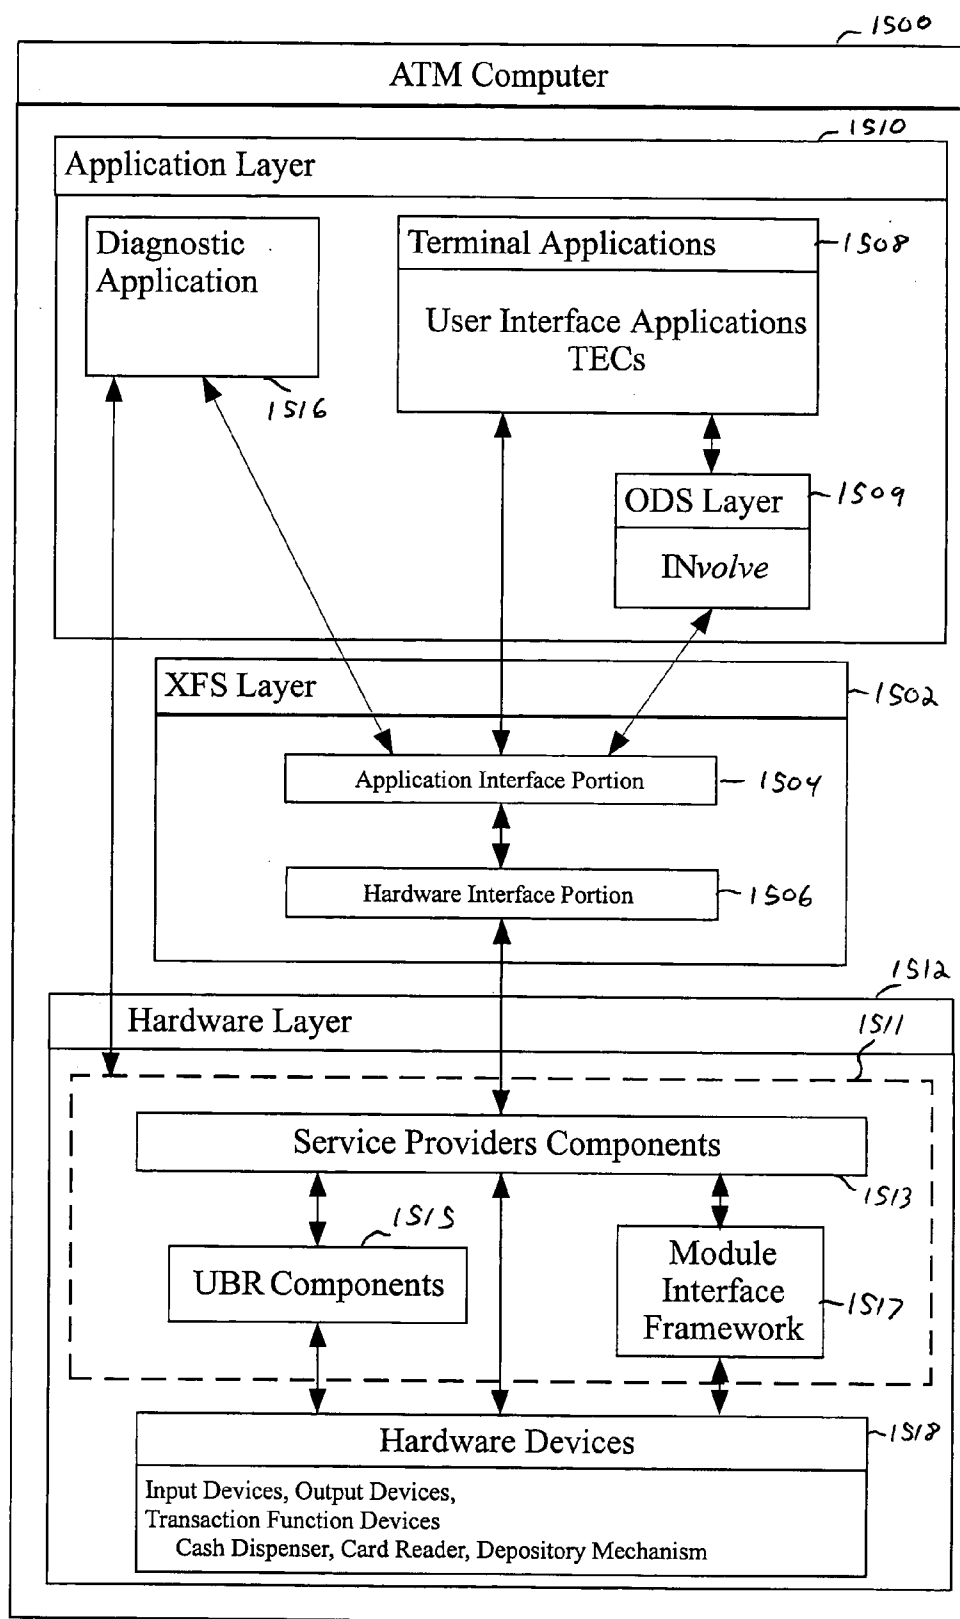 1500
ATM Computer
1510
Application Layer
Diagnostic
Application
1516
Terminal Applications
1508
User Interface Applications
TECs
ODS Layer
1509
INvolve
XFS Layer
1502
Application Interface Portion
1504
Hardware Interface Portion
1506
1512
Hardware Layer
1511
Service Providers Components
1513
1515
UBR Components
Module
Interface
Framework
1517
Hardware Devices
1518
Input Devices, Output Devices,
Transaction Function Devices
Cash Dispenser, Card Reader, Depository Mechanism